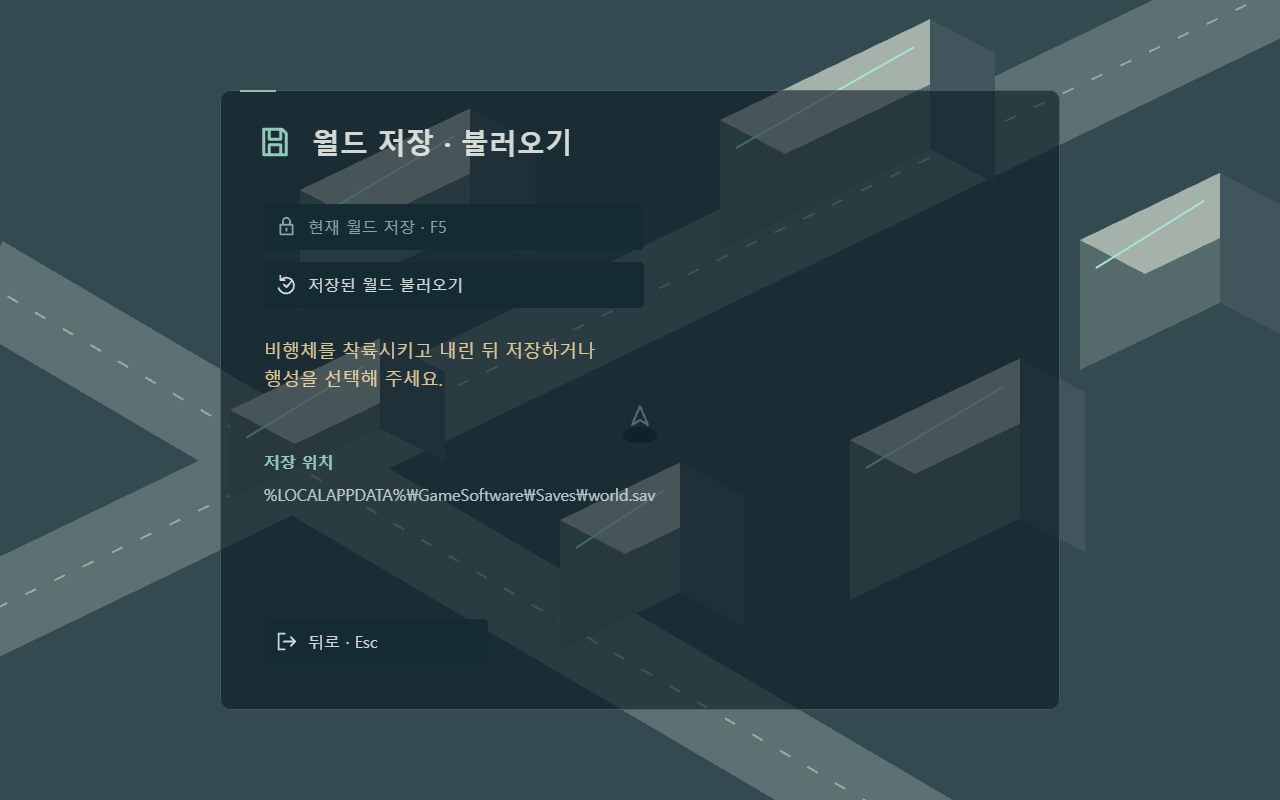 월드 저장 · 불러오기
현재 월드 저장 · F5
저장된 월드 불러오기
비행체를 착륙시키고 내린 뒤 저장하거나
행성을 선택해 주세요.
저장 위치
%LOCALAPPDATA%₩GameSoftware₩Saves₩world.sav
뒤로 · Esc